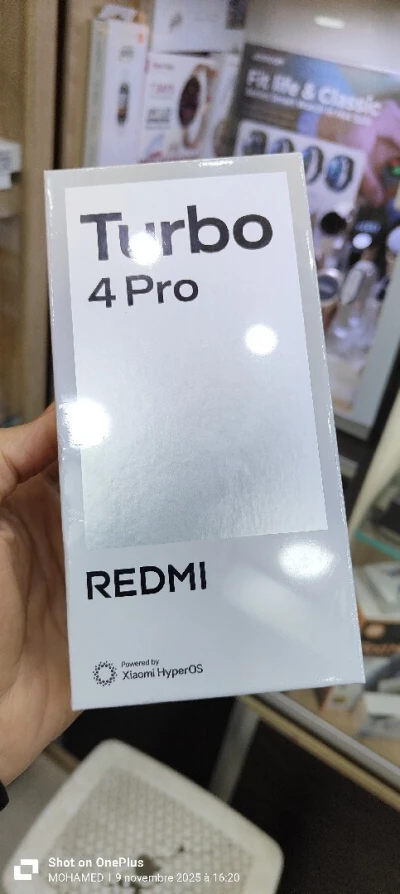 Fit life & Classic
Turbo
4 Pro
REDMI
Powered by
Xiaomi HyperOS
Shot on OnePlus
MOHAMED | 9 novembre 2025 à 16:20